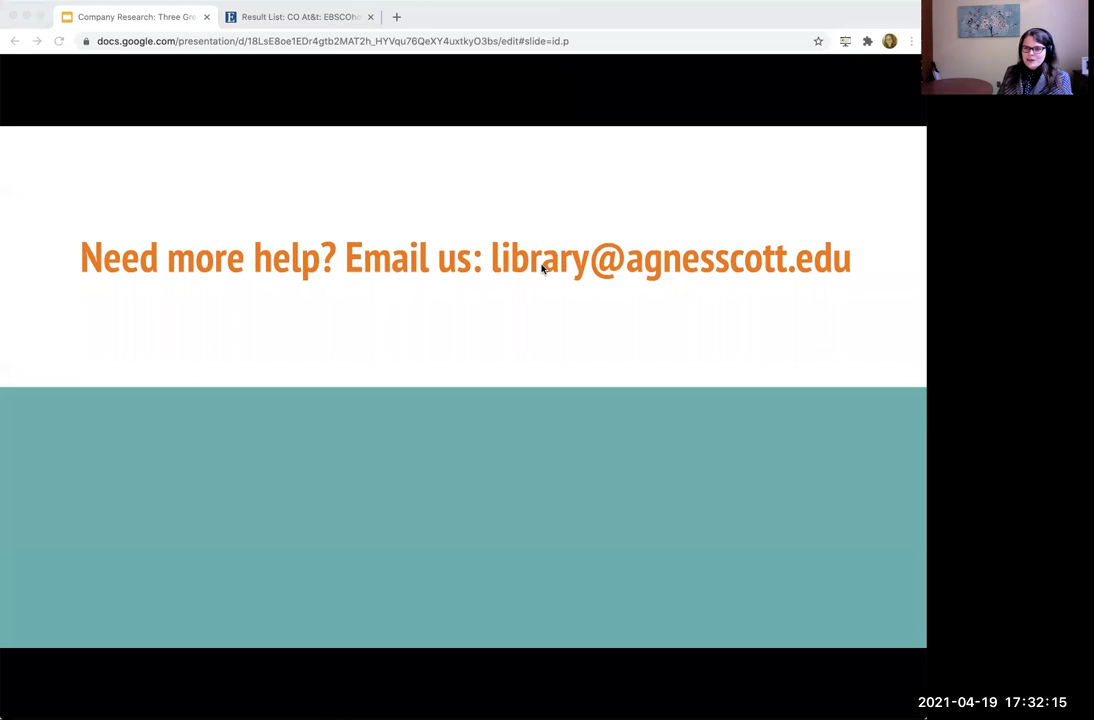 Company Research: Three Gre
Result List: CO At&t: EBSCOho
docs.google.com/presentation/d/18LsE8oe1EDr4gtb2MAT2h_HYVqu76QeXY4uxtkyO3bs/edit#slide=id.p
Need more help? Email us: library@agnesscott.edu
2021-04-19 17:32:15